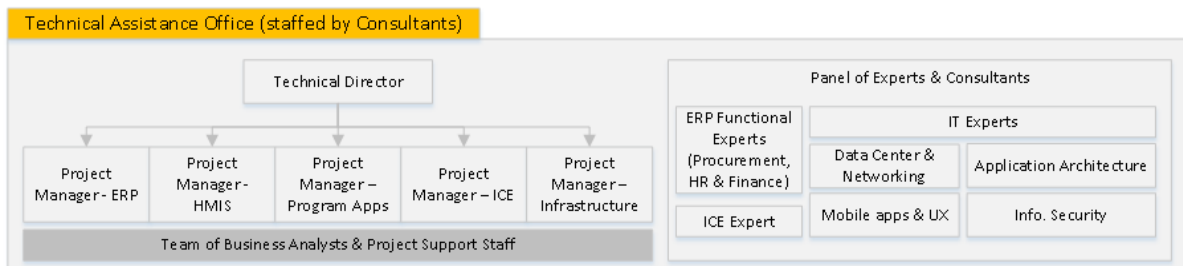 Technical Assistance Office (staffed by Consultants)
Technical Director
Project
Manager- ERP
Project
Manager-
HMIS
Project
Manager –
Program Apps
Project
Manager – ICE
Project
Manager –
Infrastructure
Team of Business Analysts & Project Support Staff
Panel of Experts & Consultants
ERP Functional
Experts
(Procurement,
HR & Finance)
ICE Expert
IT Experts
Data Center &
Networking
Application Architecture
Mobile apps & UX
Info. Security